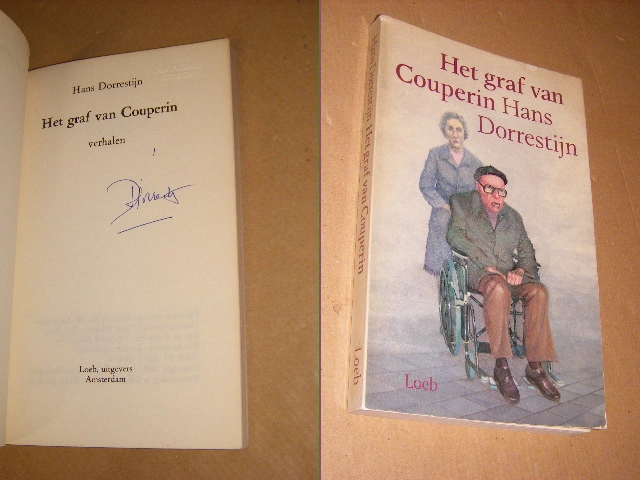 Hans Dorrestijn
Het graf van Couperin
verhalen
Loeb, uitgevers
Amsterdam
Het graf van
Couperin Hans
Dorrestijn
Loeb
Hans Dorrestijn Het graf van Couperin
Loeb